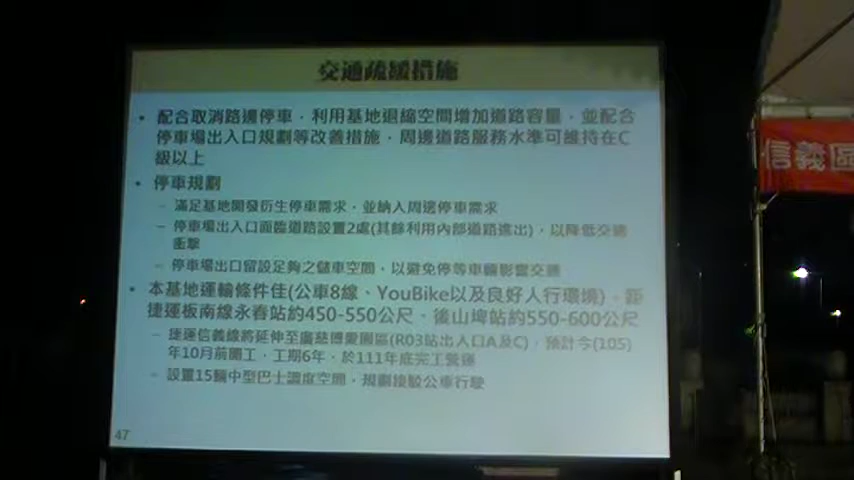 交通疏緩措施
• 配合取消路邊停車，利用基地退縮空間增加道路容量，並配合
停車場出入口規劃等改善措施，周邊道路服務水準可維持在C
級以上
• 停車規劃
– 滿足基地開發衍生停車需求，並納入周邊停車需求
– 停車場出入口面臨道路設置2處(其餘利用內部道路進出)，以降低交通
衝擊
– 停車場出口留設足夠之儲車空間，以避免停等車輛影響交通
• 本基地運輸條件佳(公車8線、YouBike以及良好人行環境)，距
捷運板南線永春站約450-550公尺、後山埤站約550-600公尺
– 捷運信義線將延伸至廣慈博愛園區(R03站出入口A及C)，預計今(105)
年10月前開工，工期6年，於111年底完工營運
– 設置15輛中型巴士調度空間，規劃接駁公車行駛
47
信義區